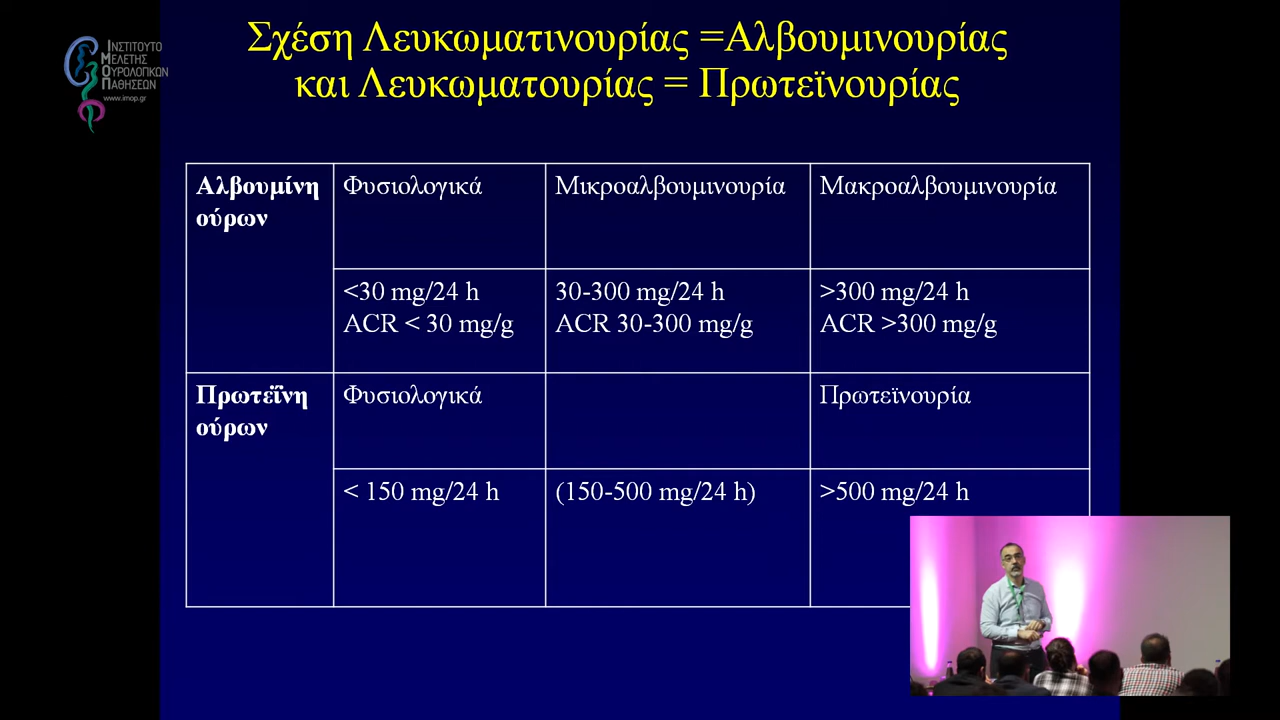 ΙΝΣΤΙΤΟΥΤΟ
ΜΕΛΕΤΗΣ
ΟΥΡΟΛΟΓΙΚΩΝ
ΠΑΘΗΣΕΩΝ
www.imop.gr
Σχέση Λευκωματινουρίας =Αλβουμινουρίας
και Λευκωματουρίας = Πρωτεϊνουρίας
Αλβουμίνη
ούρων
Φυσιολογικά
Μικροαλβουμινουρία
Μακροαλβουμινουρία
<30 mg/24 h
ACR < 30 mg/g
30-300 mg/24 h
ACR 30-300 mg/g
>300 mg/24 h
ACR >300 mg/g
Πρωτεΐνη
ούρων
Φυσιολογικά
Πρωτεϊνουρία
< 150 mg/24 h
(150-500 mg/24 h)
>500 mg/24 h